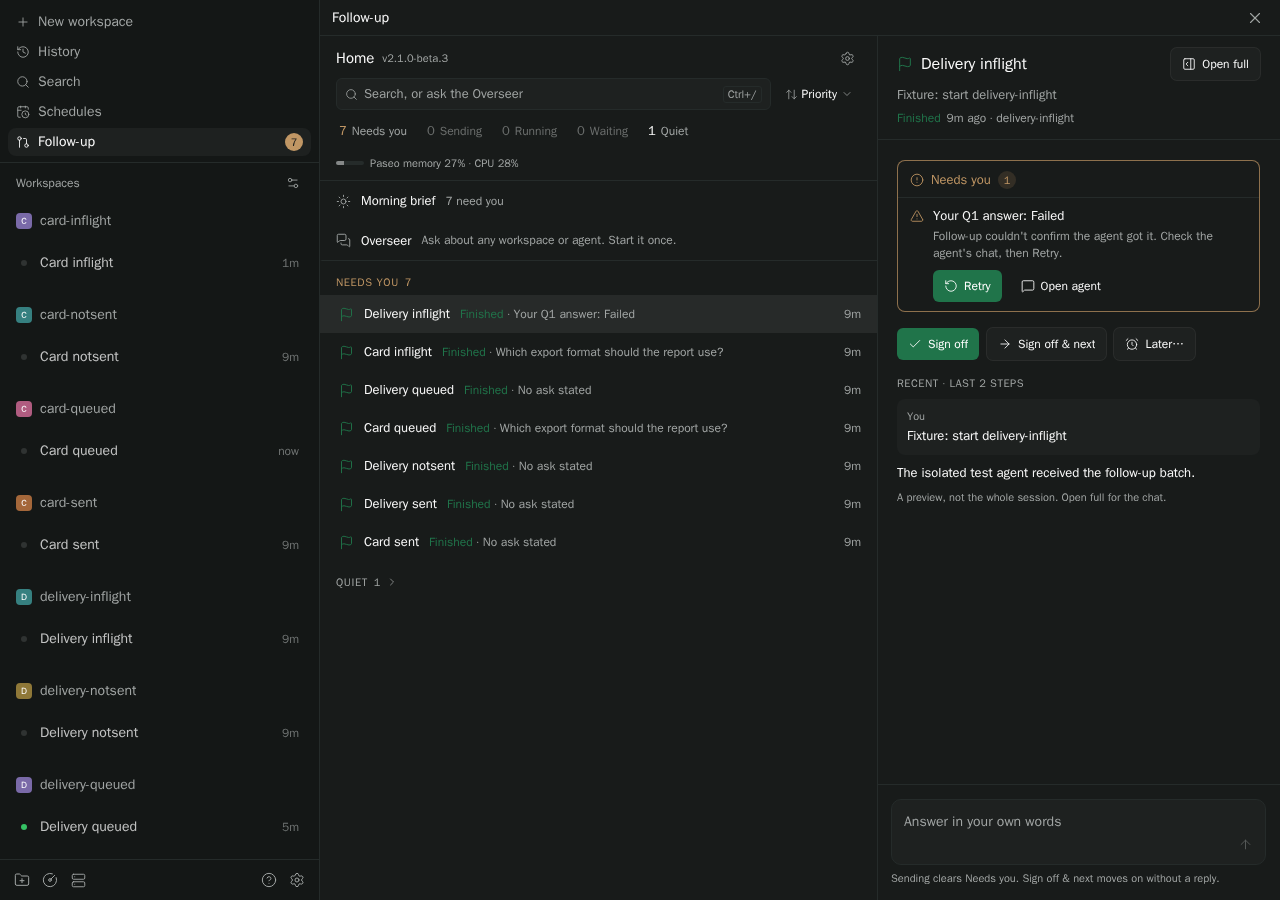 New workspace
History
Search
Schedules
Follow-up 7
Workspaces
C card-inflight
Card inflight 1m
C card-notsent
Card notsent 9m
C card-queued
Card queued now
C card-sent
Card sent 9m
D delivery-inflight
Delivery inflight 9m
D delivery-notsent
Delivery notsent 9m
D delivery-queued
Delivery queued 5m
Follow-up
Home v2.1.0-beta.3
Search, or ask the Overseer Ctrl+/ Priority
7 Needs you 0 Sending 0 Running 0 Waiting 1 Quiet
Paseo memory 27% · CPU 28%
Morning brief 7 need you
Overseer Ask about any workspace or agent. Start it once.
NEEDS YOU 7
Delivery inflight Finished · Your Q1 answer: Failed 9m
Card inflight Finished · Which export format should the report use? 9m
Delivery queued Finished · No ask stated 9m
Card queued Finished · Which export format should the report use? 9m
Delivery notsent Finished · No ask stated 9m
Delivery sent Finished · No ask stated 9m
Card sent Finished · No ask stated 9m
QUIET 1
Delivery inflight Open full
Fixture: start delivery-inflight
Finished 9m ago · delivery-inflight
Needs you 1
Your Q1 answer: Failed
Follow-up couldn't confirm the agent got it. Check the
agent's chat, then Retry.
Retry Open agent
Sign off Sign off & next Later···
RECENT · LAST 2 STEPS
You
Fixture: start delivery-inflight
The isolated test agent received the follow-up batch.
A preview, not the whole session. Open full for the chat.
Answer in your own words
Sending clears Needs you. Sign off & next moves on without a reply.